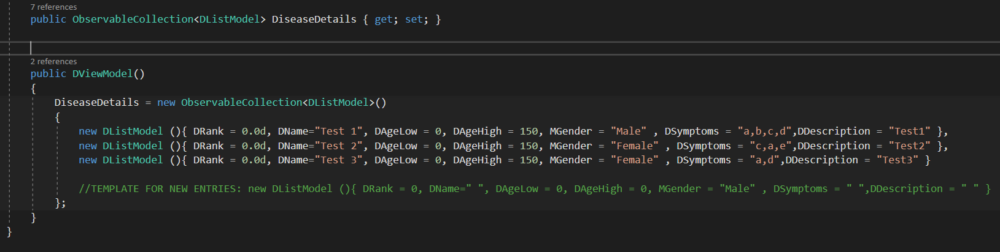 7 references
public ObservableCollection<DListModel> DiseaseDetails { get; set; }
2 references
public DViewModel()
{
DiseaseDetails = new ObservableCollection<DListModel>()
{
new DListModel (){ DRank = 0.0d, DName="Test 1", DAgeLow = 0, DAgeHigh = 150, MGender = "Male" , DSymptoms = "a,b,c,d",DDescription = "Test1" },
new DListModel (){ DRank = 0.0d, DName="Test 2", DAgeLow = 0, DAgeHigh = 150, MGender = "Female" , DSymptoms = "c,a,e",DDescription = "Test2" },
new DListModel (){ DRank = 0.0d, DName="Test 3", DAgeLow = 0, DAgeHigh = 150, MGender = "Female" , DSymptoms = "a,d",DDescription = "Test3" }
//TEMPLATE FOR NEW ENTRIES: new DListModel (){ DRank = 0, DName=" ", DAgeLow = 0, DAgeHigh = 0, MGender = "Male" , DSymptoms = " ",DDescription = " " }
};
}
}